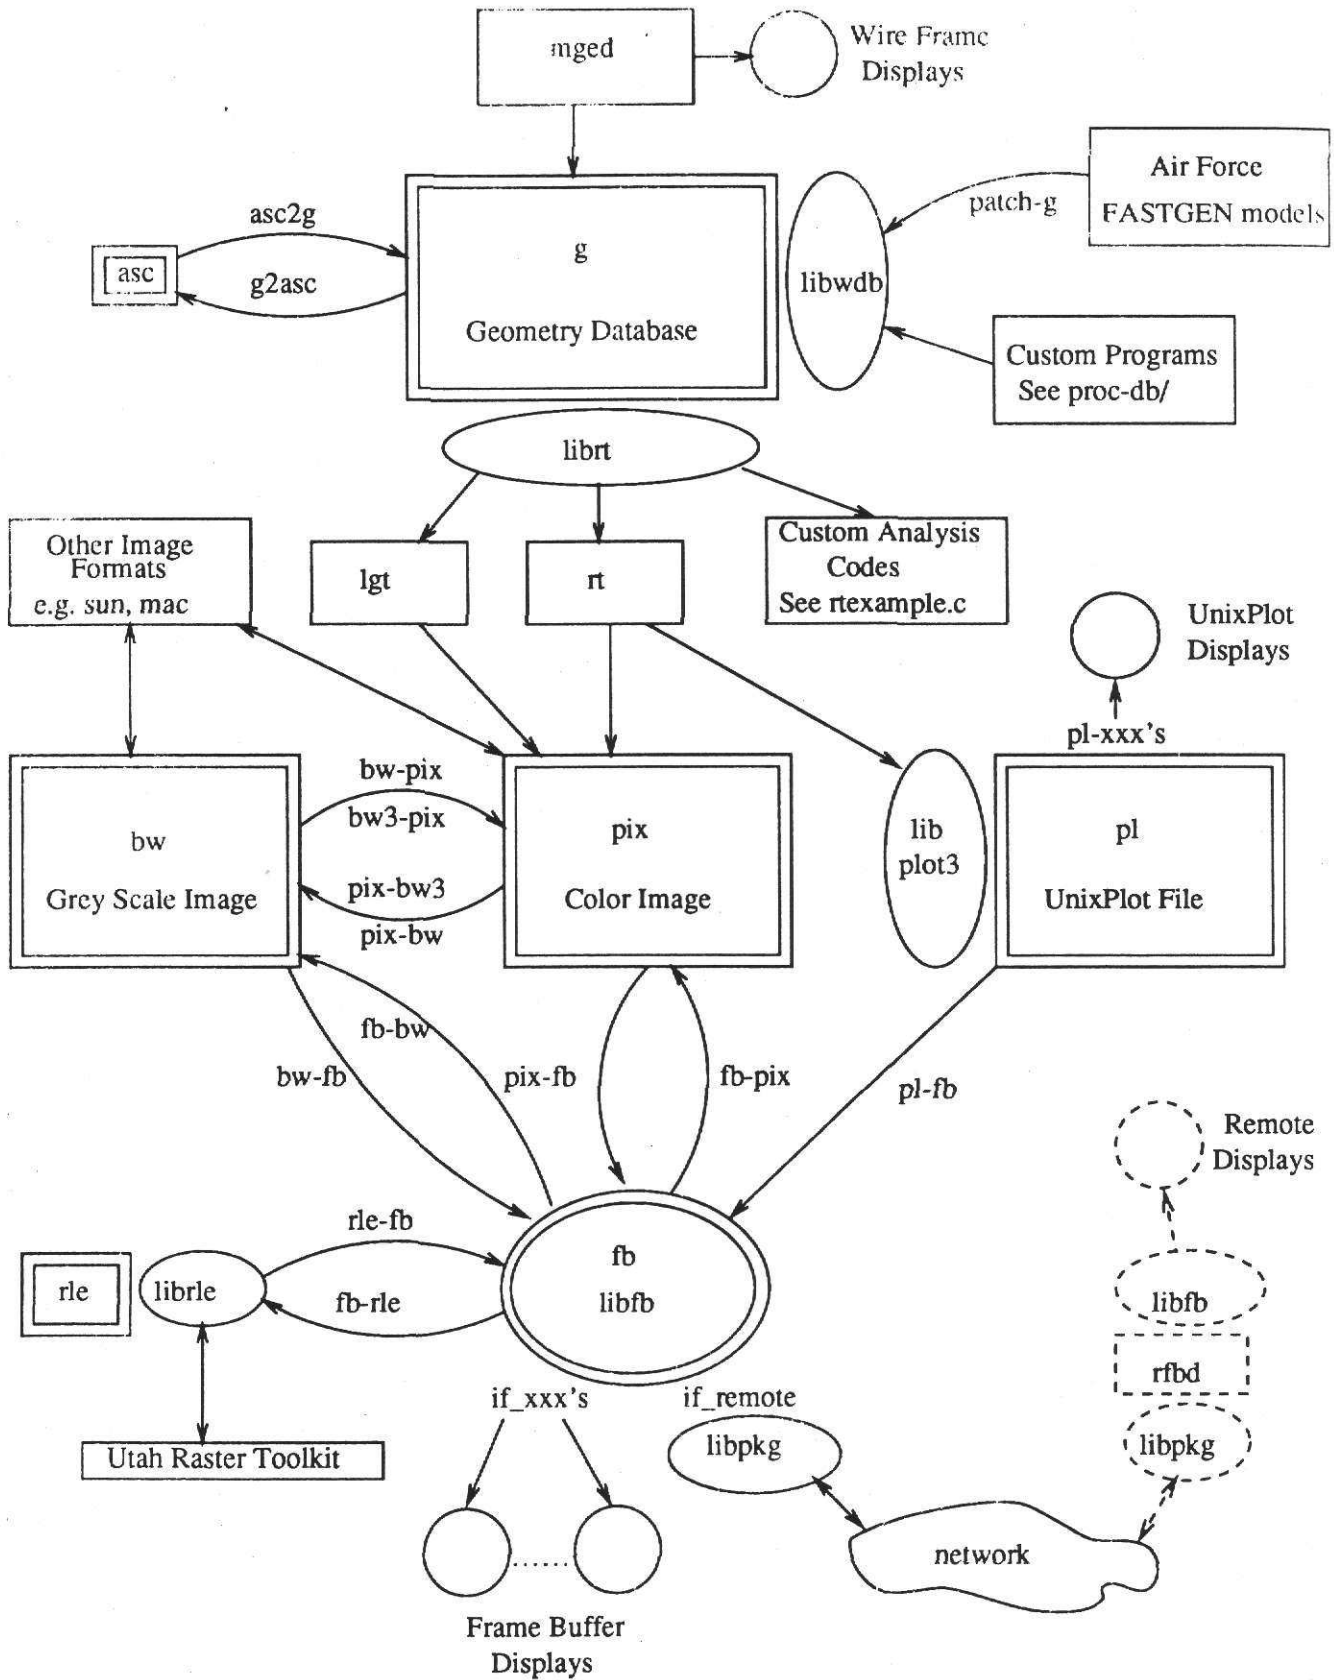 mged
Wire Frame
Displays
Air Force
FASTGEN models
patch-g
asc2g
asc
g2asc
g
Geometry Database
libwdb
Custom Programs
See proc-db/
librt
Other Image
Formats
e.g. sun, mac
lgt
rt
Custom Analysis
Codes
See rtexample.c
UnixPlot
Displays
pl-xxx's
bw
Grey Scale Image
bw-pix
bw3-pix
pix-bw3
pix-bw
pix
Color Image
lib
plot3
pl
UnixPlot File
fb-bw
bw-fb
pix-fb
fb-pix
pl-fb
Remote
Displays
rle-fb
rle
librle
fb-rle
fb
libfb
libfb
rfbd
libpkg
if_xxx's
if_remote
libpkg
Utah Raster Toolkit
network
Frame Buffer
Displays